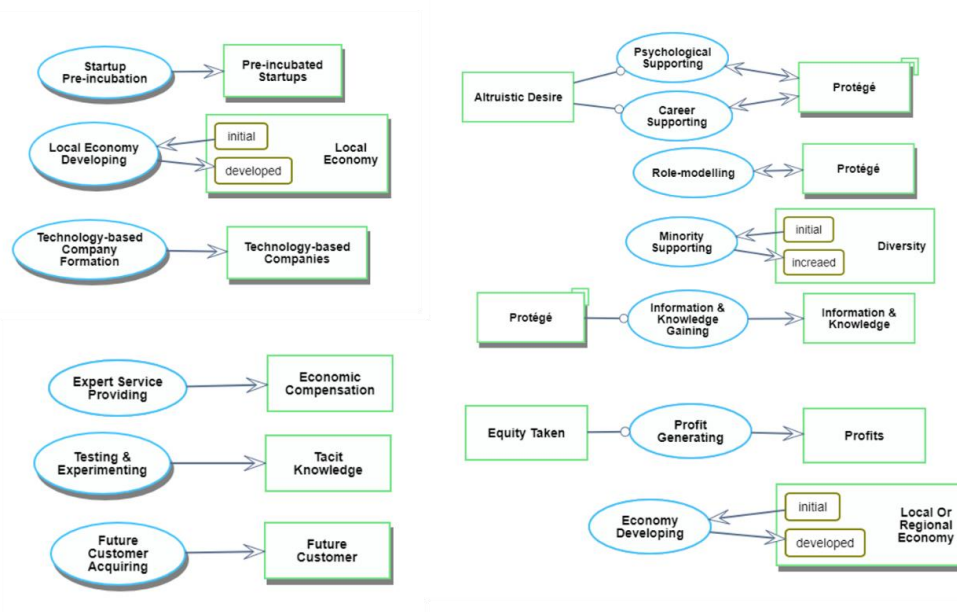 Startup
Pre-incubation
Pre-incubated
Startups
Local Economy
Developing
initial
developed
Local
Economy
Technology-based
Company
Formation
Technology-based
Companies
Expert Service
Providing
Economic
Compensation
Testing &
Experimenting
Tacit
Knowledge
Future
Customer
Acquiring
Future
Customer
Altruistic Desire
Psychological
Supporting
Career
Supporting
Protégé
Role-modelling
Protégé
Minority
Supporting
initial
increaed
Diversity
Protégé
Information &
Knowledge
Gaining
Information &
Knowledge
Equity Taken
Profit
Generating
Profits
Economy
Developing
initial
developed
Local Or
Regional
Economy